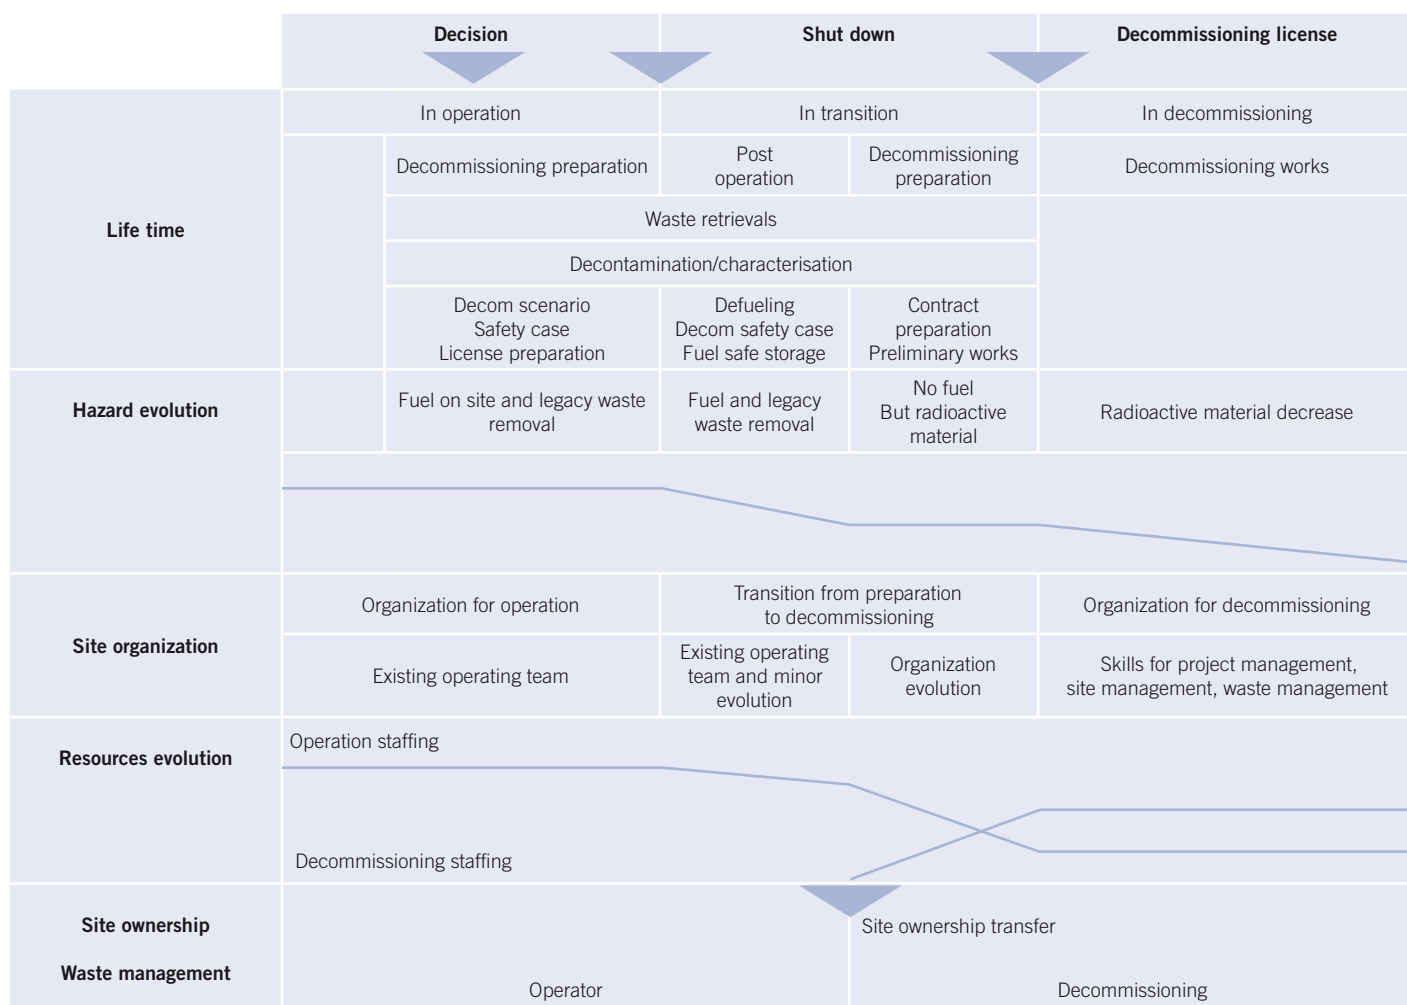 Decision
Shut down
Decommissioning license
In operation
In transition
In decommissioning
Life time
Decommissioning preparation
Post
operation
Decommissioning
preparation
Decommissioning works
Waste retrievals
Decontamination/characterisation
Decom scenario
Safety case
License preparation
Defueling
Decom safety case
Fuel safe storage
Contract
preparation
Preliminary works
Hazard evolution
Fuel on site and legacy waste
removal
Fuel and legacy
waste removal
No fuel
But radioactive
material
Radioactive material decrease
Site organization
Organization for operation
Transition from preparation
to decommissioning
Organization for decommissioning
Existing operating team
Existing operating
team and minor
evolution
Organization
evolution
Skills for project management,
site management, waste management
Resources evolution
Operation staffing
Decommissioning staffing
Site ownership
Site ownership transfer
Waste management
Operator
Decommissioning